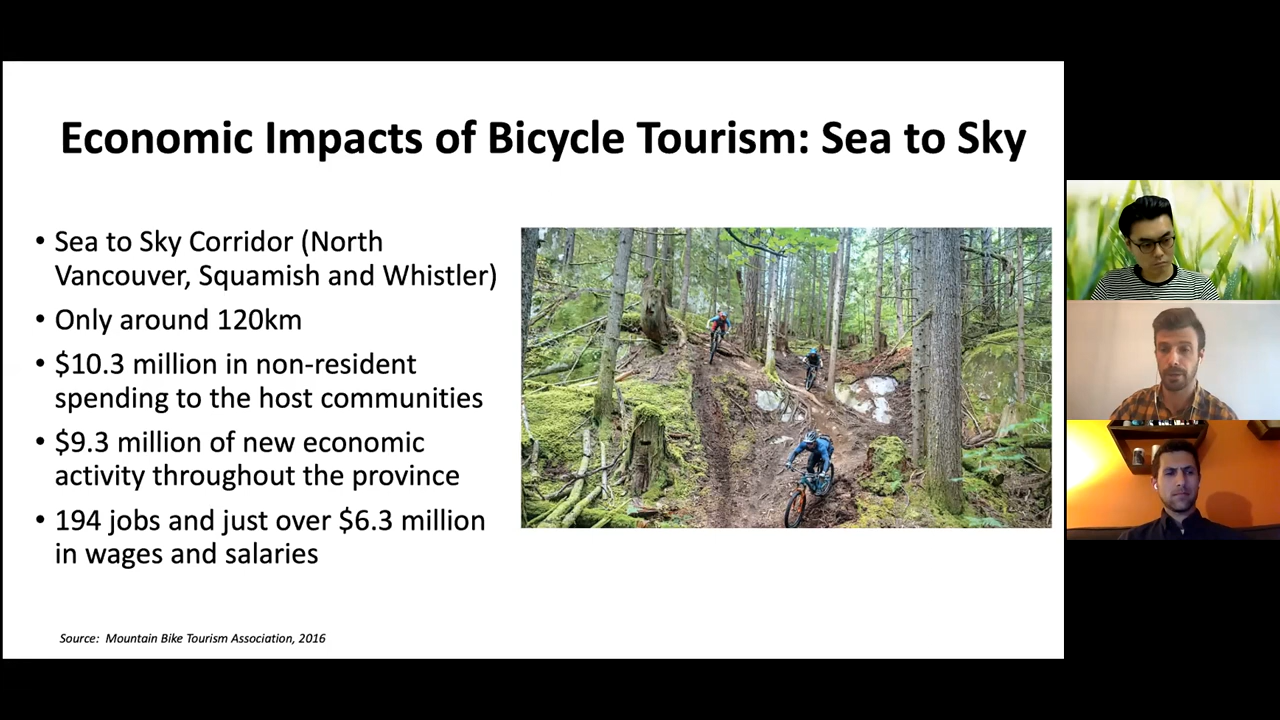 Economic Impacts of Bicycle Tourism: Sea to Sky
• Sea to Sky Corridor (North
Vancouver, Squamish and Whistler)
• Only around 120km
• $10.3 million in non-resident
spending to the host communities
• $9.3 million of new economic
activity throughout the province
• 194 jobs and just over $6.3 million
in wages and salaries
Source: Mountain Bike Tourism Association, 2016